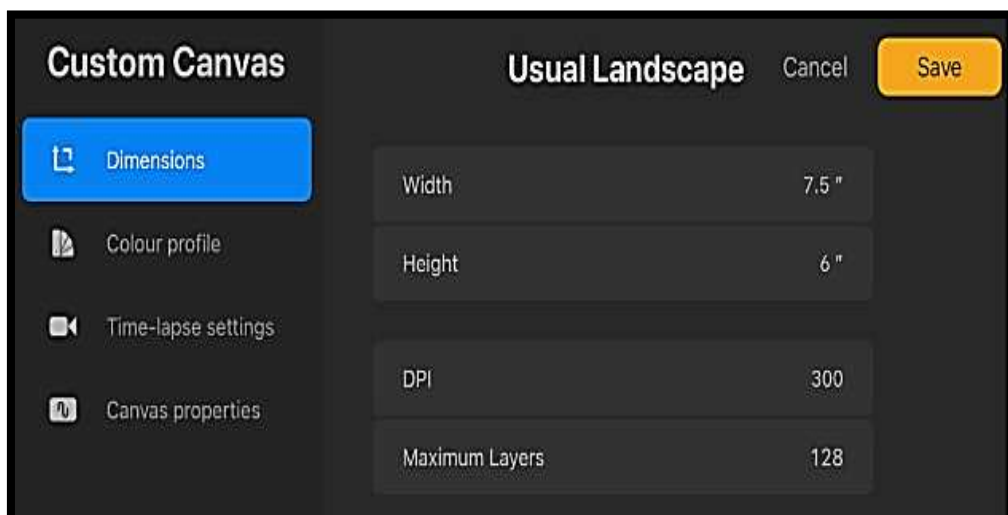 Custom Canvas
Usual Landscape Cancel Save
Dimensions
Width 7.5 "
Colour profile
Height 6 "
Time-lapse settings
DPI 300
Canvas properties
Maximum Layers 128